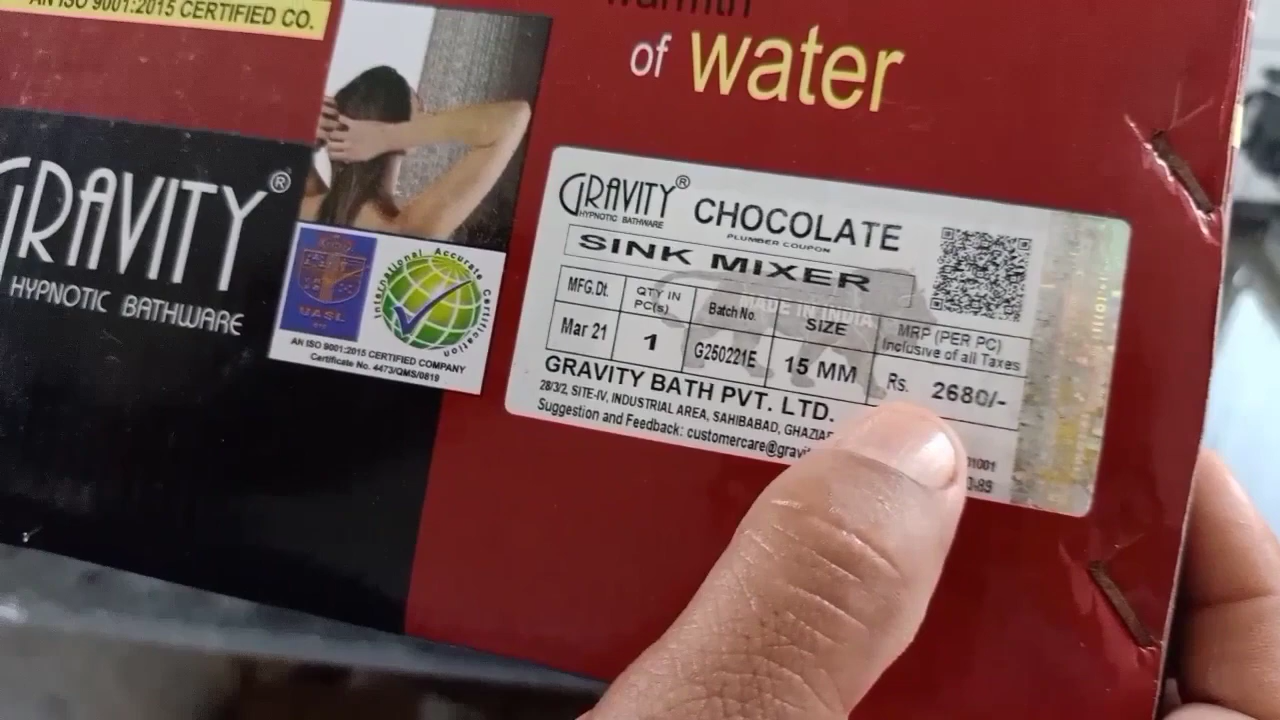 AN ISO 9001:2015 CERTIFIED CO.
warmth
of water
GRAVITY®
HYPNOTIC BATHWARE
UASL
International Accurate Certification
AN ISO 9001:2015 CERTIFIED COMPANY
Certificate No. 4473/QMS/0819
GRAVITY® CHOCOLATE
HYPNOTIC BATHWARE PLUMBER COUPON
SINK MIXER
MADE IN INDIA
MFG.Dt. QTY IN PC(s) Batch No. SIZE MRP (PER PC) Inclusive of all Taxes
Mar 21 1 G250221E 15 MM Rs. 2680/-
GRAVITY BATH PVT. LTD.
28/3/2, SITE-IV, INDUSTRIAL AREA, SAHIBABAD,
Suggestion and Feedback: